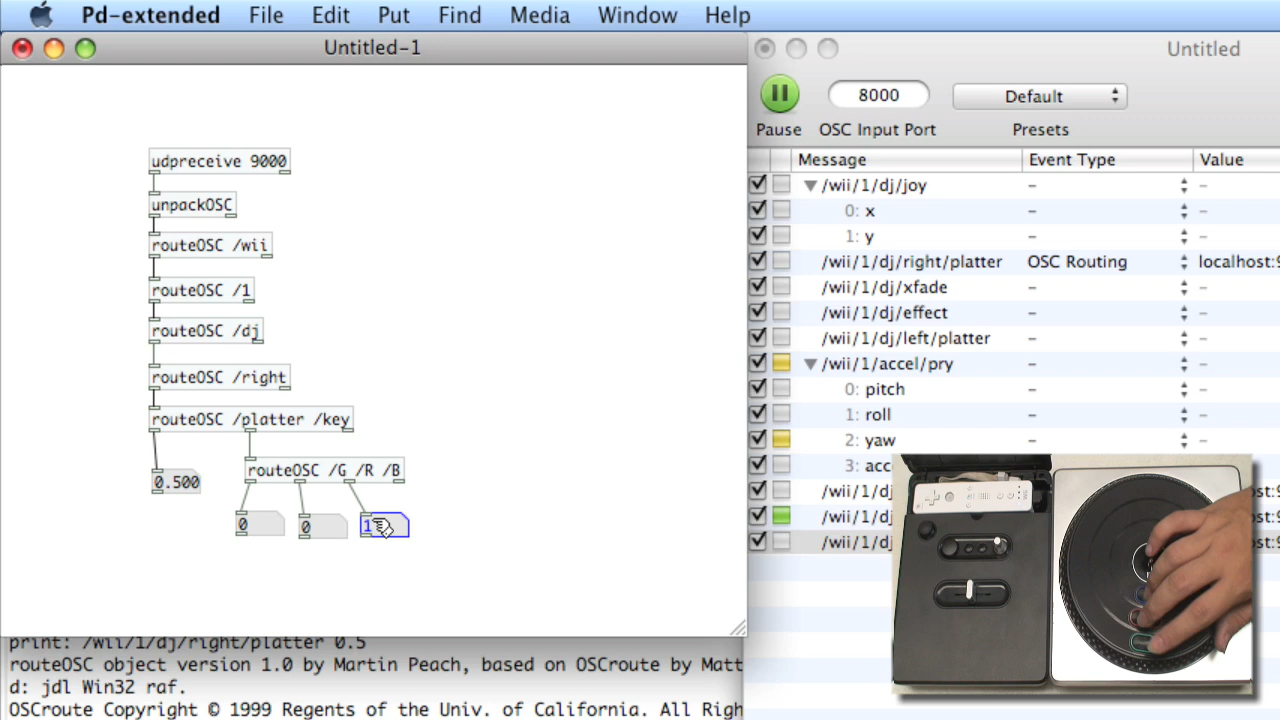 Pd-extended File Edit Put Find Media Window Help
Untitled-1
udpreceive 9000
unpackOSC
routeOSC /wii
routeOSC /1
routeOSC /dj
routeOSC /right
routeOSC /platter /key
routeOSC /G /R /B
0.500
0
0
1
print: /wii/1/dj/right/platter 0.5
routeOSC object version 1.0 by Martin Peach, based on OSCroute by Matt
d: jdl Win32 raf.
OSCroute Copyright © 1999 Regents of the Univ. of California. All Righ
Untitled
8000 Default
Pause OSC Input Port Presets
Message Event Type Value
/wii/1/dj/joy – –
0: x – –
1: y – –
/wii/1/dj/right/platter OSC Routing localhost:9
/wii/1/dj/xfade – –
/wii/1/dj/effect – –
/wii/1/dj/left/platter – –
/wii/1/accel/pry – –
0: pitch – –
1: roll – –
2: yaw – –
3: acc
/wii/1/dj ost:9
/wii/1/dj ost:9
/wii/1/dj ost:9